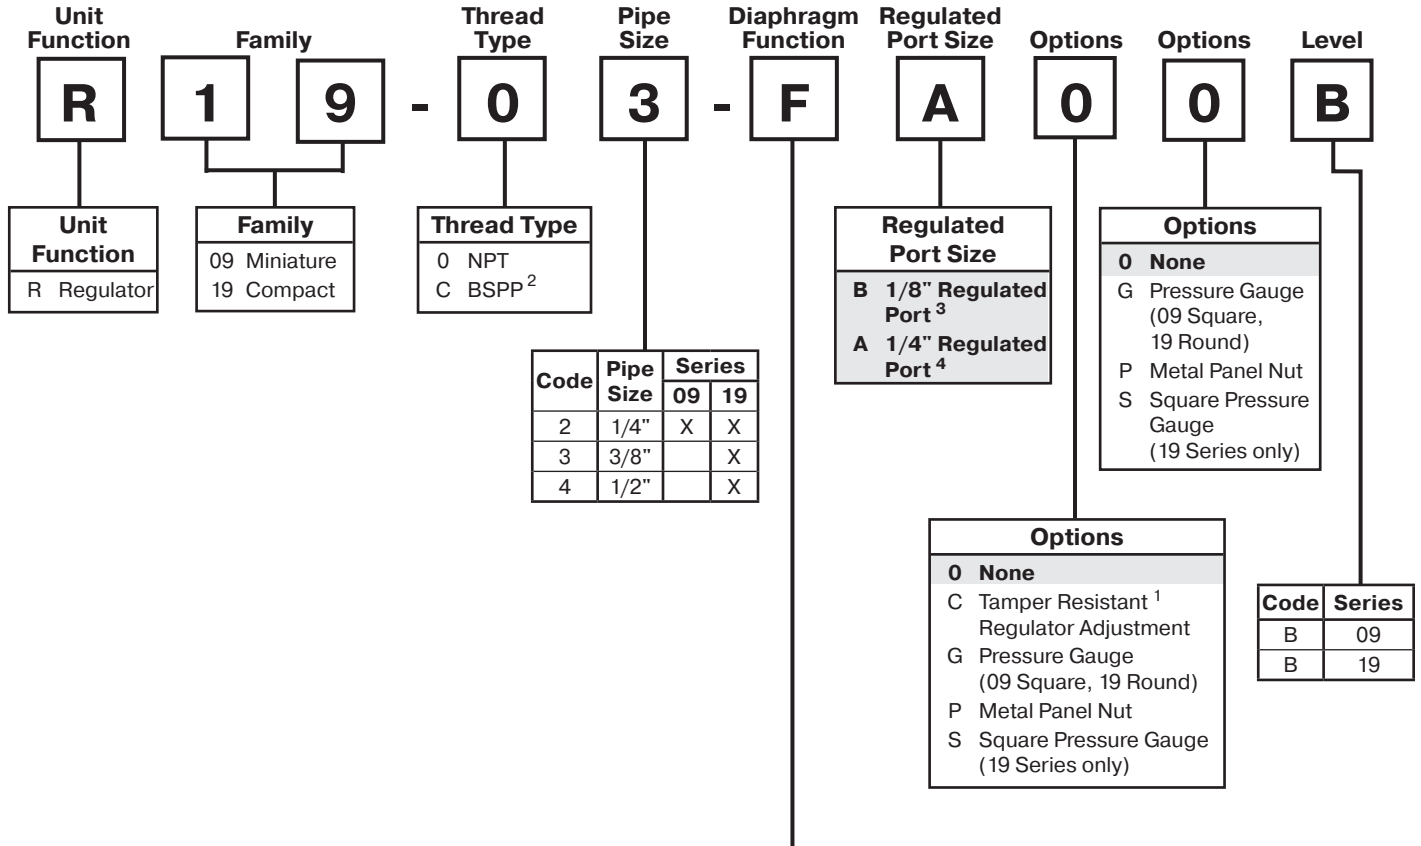 Unit Function
Family
Thread Type
Pipe Size
Diaphragm Function
Regulated Port Size
Options
Options
Level
R 1 9 - 0 3 - F A 0 0 B
Unit
Function
R Regulator
Family
09 Miniature
19 Compact
Thread Type
0 NPT
C BSPP 2
Code Pipe Size Series
09 19
2 1/4" X X
3 3/8" X
4 1/2" X
Regulated
Port Size
B 1/8" Regulated
Port 3
A 1/4" Regulated
Port 4
Options
0 None
G Pressure Gauge
(09 Square,
19 Round)
P Metal Panel Nut
S Square Pressure
Gauge
(19 Series only)
Options
0 None
C Tamper Resistant 1
Regulator Adjustment
G Pressure Gauge
(09 Square, 19 Round)
P Metal Panel Nut
S Square Pressure Gauge
(19 Series only)
Code Series
B 09
B 19